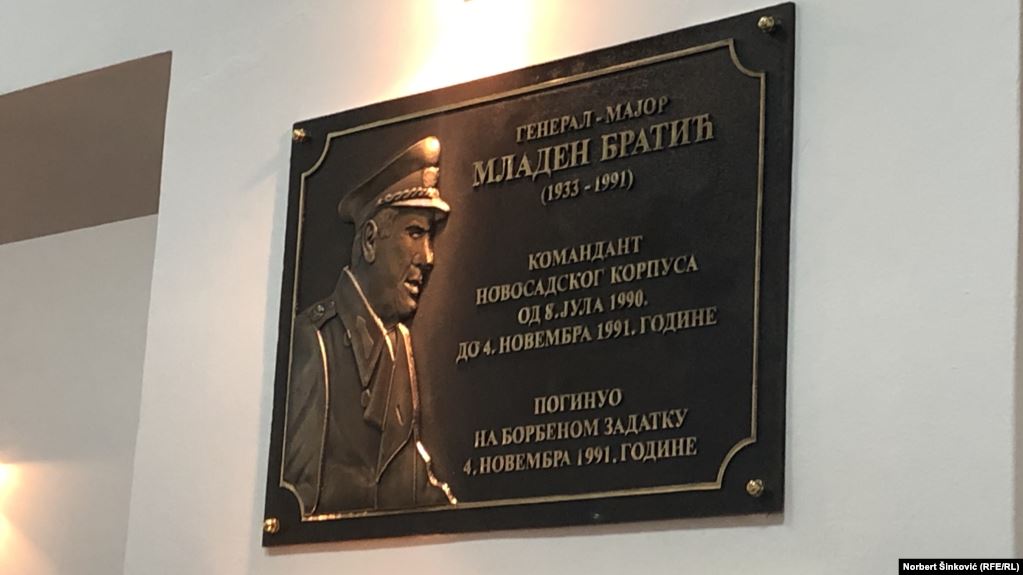 ГЕНЕРАЛ - МАЈОР
МЛАДЕН БРАТИЋ
(1933 - 1991)
КОМАНДАНТ
НОВОСАДСКОГ КОРПУСА
ОД 8. ЈУЛА 1990.
ДО 4. НОВЕМБРА 1991. ГОДИНЕ
ПОГИНУО
НА БОРБЕНОМ ЗАДАТКУ
4. НОВЕМБРА 1991. ГОДИНЕ
Norbert Šinković (RFE/RL)